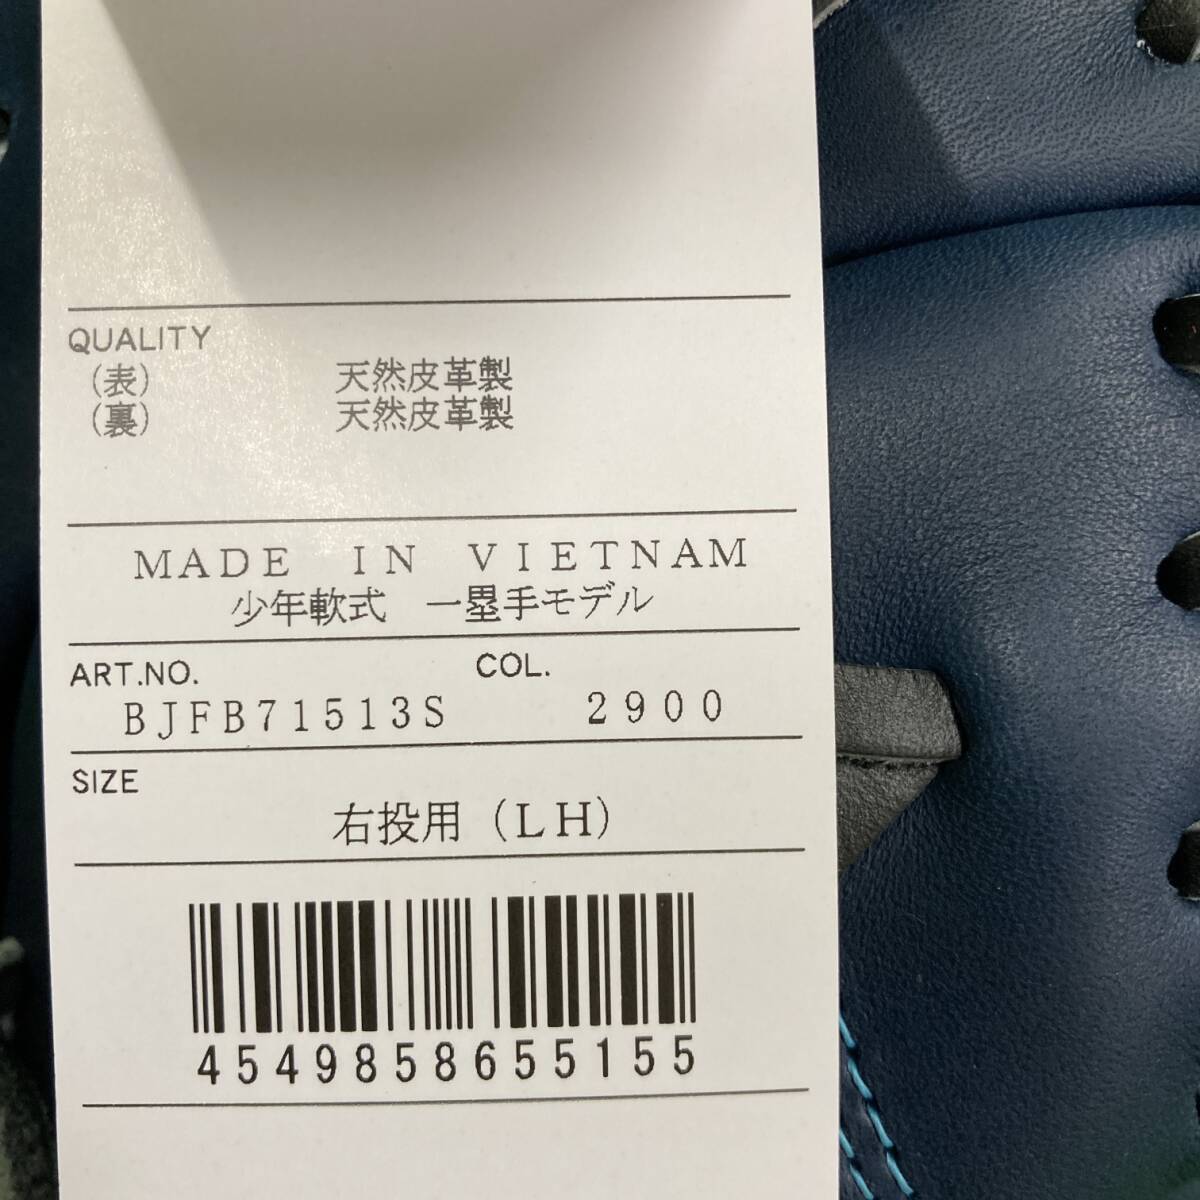 QUALITY
（表） 天然皮革製
（裏） 天然皮革製
ＭＡＤＥ　ＩＮ　ＶＩＥＴＮＡＭ
少年軟式　一塁手モデル
ART.NO. COL.
ＢＪＦＢ７１５１３Ｓ ２９００
SIZE
右投用（ＬＨ）
4549858655155